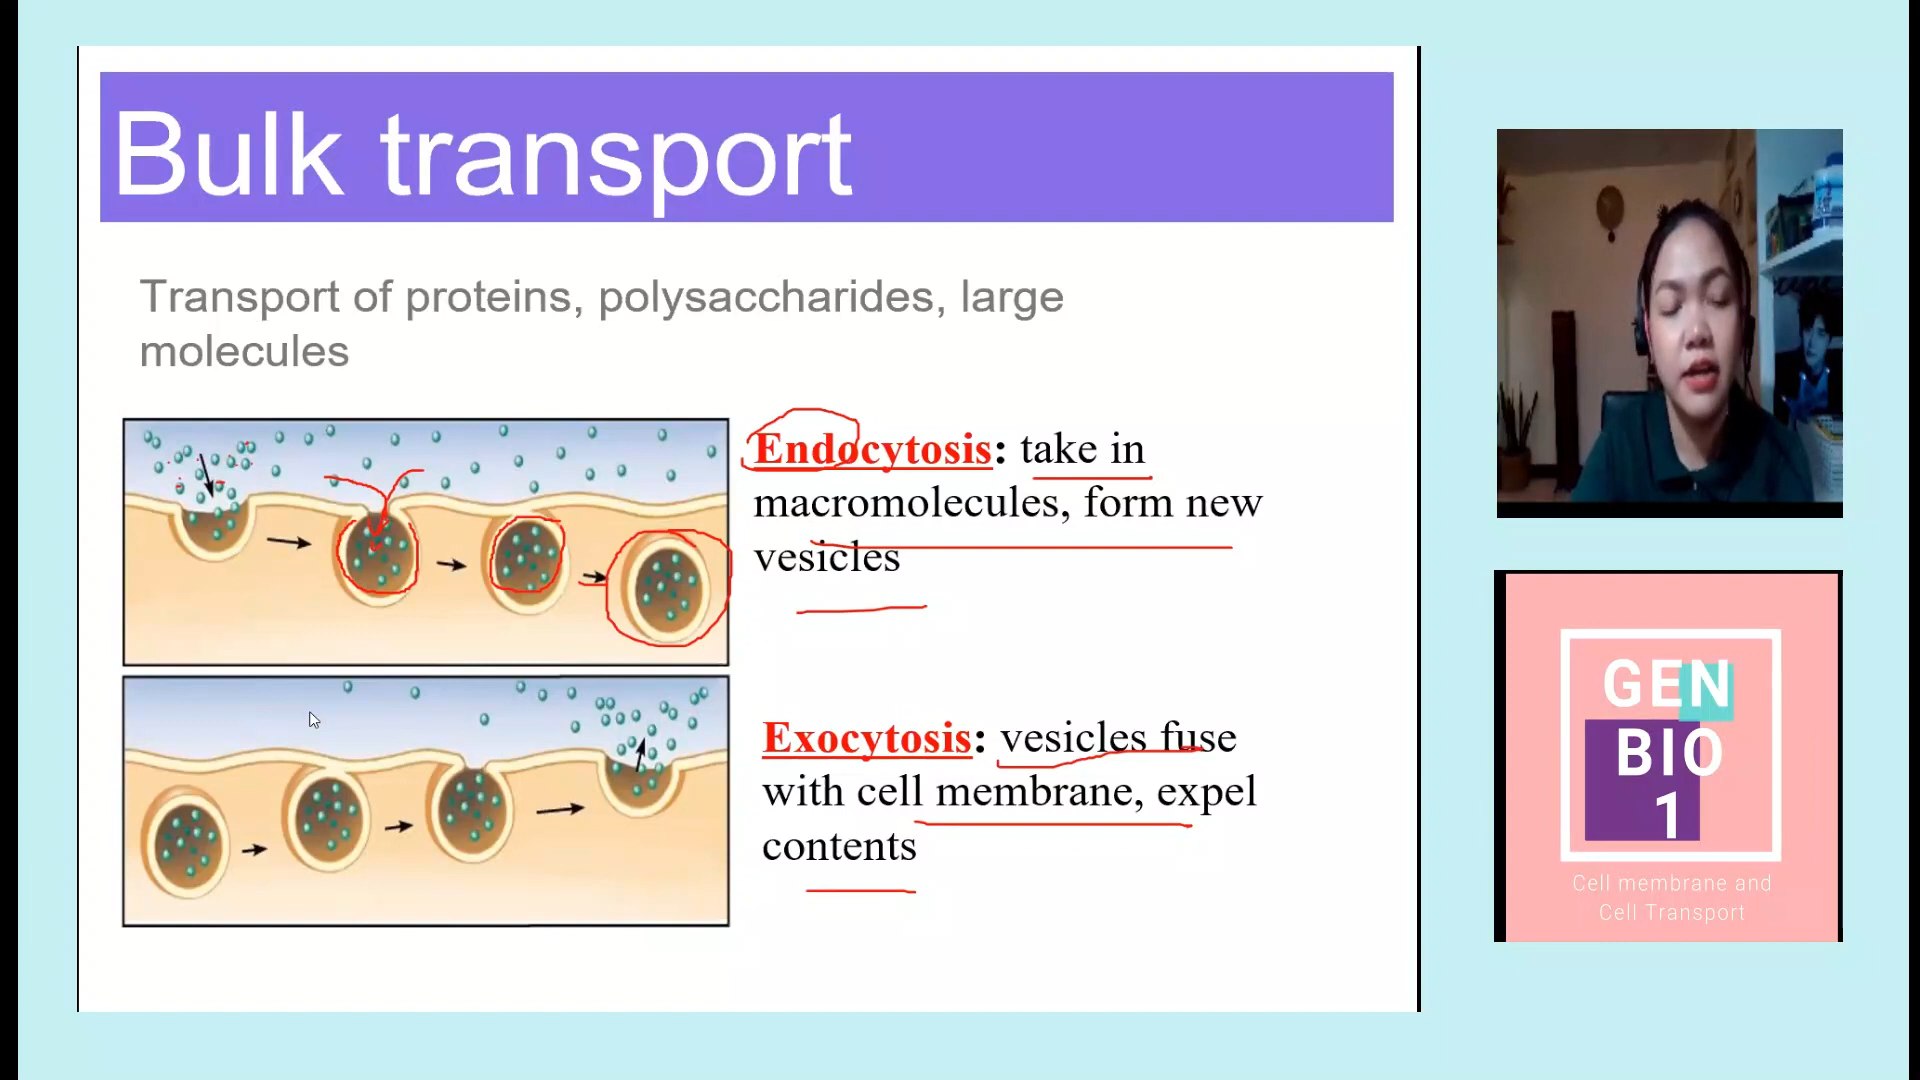 Bulk transport
Transport of proteins, polysaccharides, large
molecules
Endocytosis: take in
macromolecules, form new
vesicles
Exocytosis: vesicles fuse
with cell membrane, expel
contents
GEN
BIO
1
Cell membrane and
Cell Transport